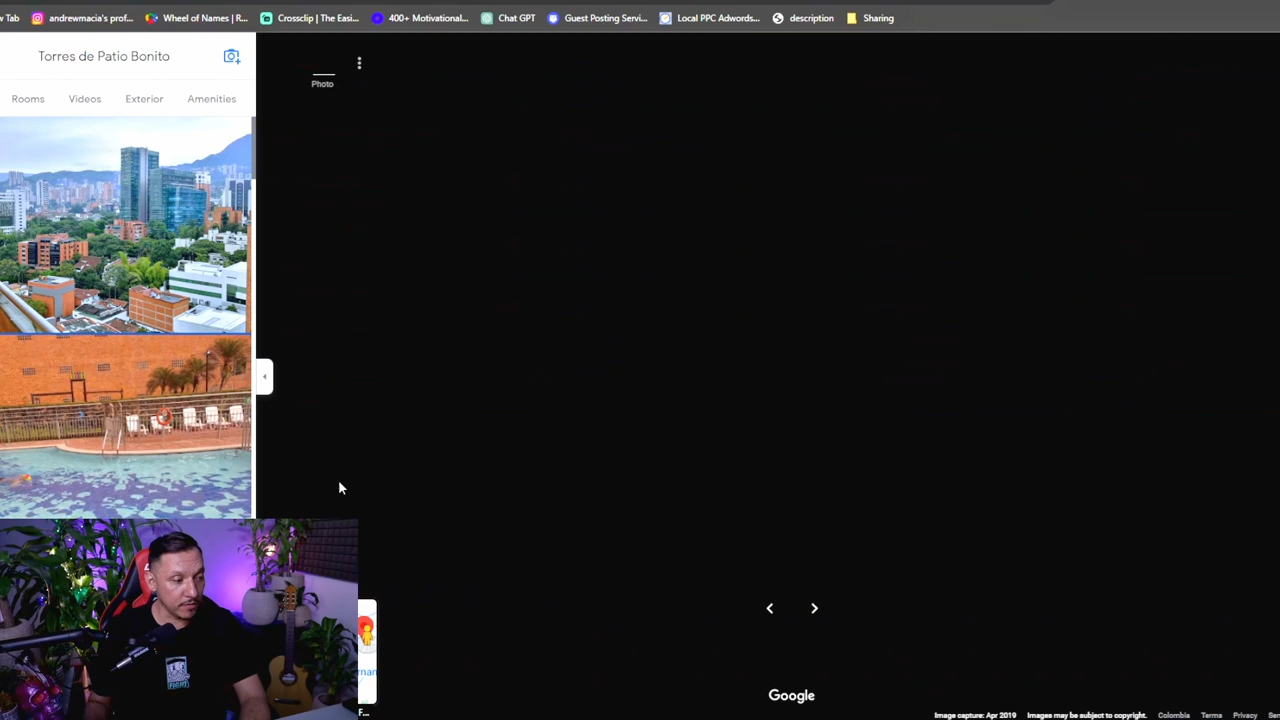 w Tab
andrewmacia's prof...
Wheel of Names | R...
Crossclip | The Easi...
400+ Motivational...
Chat GPT
Guest Posting Servi...
Local PPC Adwords...
description
Sharing
Torres de Patio Bonito
Photo
Rooms
Videos
Exterior
Amenities
Google
Image capture: Apr 2019
Images may be subject to copyright.
Colombia
Terms
Privacy